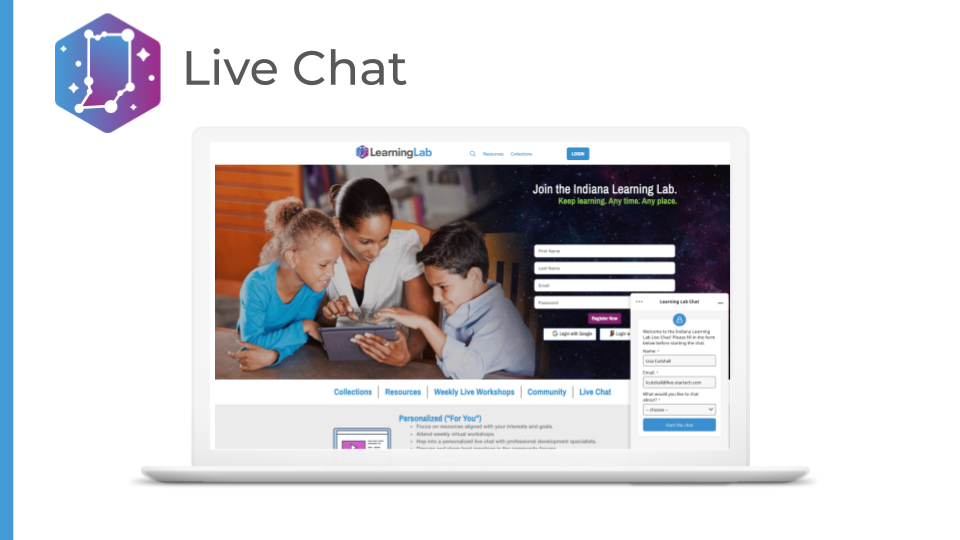 Live Chat
LearningLab
Resources
Collections
LOGIN
Join the Indiana Learning Lab.
Keep learning. Any time. Any place.
First Name
Last Name
Email
Password
Register Now
Login with Google
Login w
Learning Lab Chat
Welcome to the Indiana Learning
Lab Live Chat! Please fill in the form
below before starting the chat.
Name: *
Email: *
What would you like to chat
about? *
-- choose --
Start the chat
Collections | Resources | Weekly Live Workshops | Community | Live Chat
Personalized ("For You")
• Focus on resources aligned with your interests and goals.
• Attend weekly virtual workshops.
• Hop into a personalized live chat with professional development specialists.